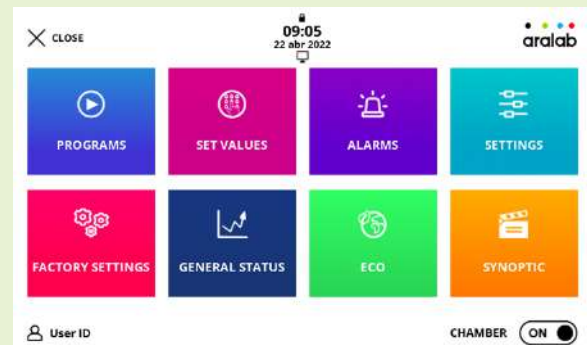 CLOSE
09:05
22 abr 2022
aralab
PROGRAMS
SET VALUES
ALARMS
SETTINGS
FACTORY SETTINGS
GENERAL STATUS
ECO
SYNOPTIC
User ID
CHAMBER ON